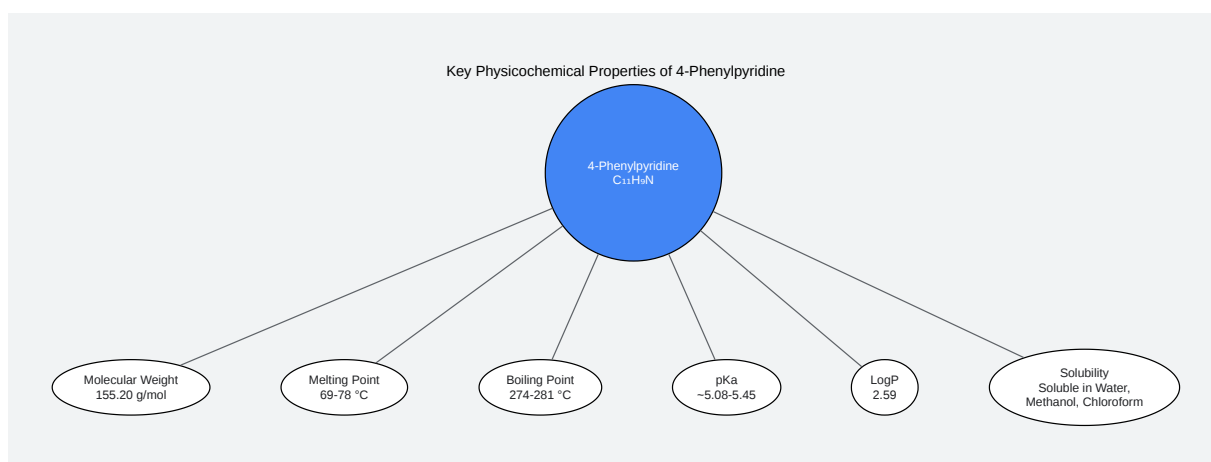 Key Physicochemical Properties of 4-Phenylpyridine
4-Phenylpyridine
C₁₁H₉N
Molecular Weight
155.20 g/mol
Melting Point
69-78 °C
Boiling Point
274-281 °C
pKa
~5.08-5.45
LogP
2.59
Solubility
Soluble in Water,
Methanol, Chloroform